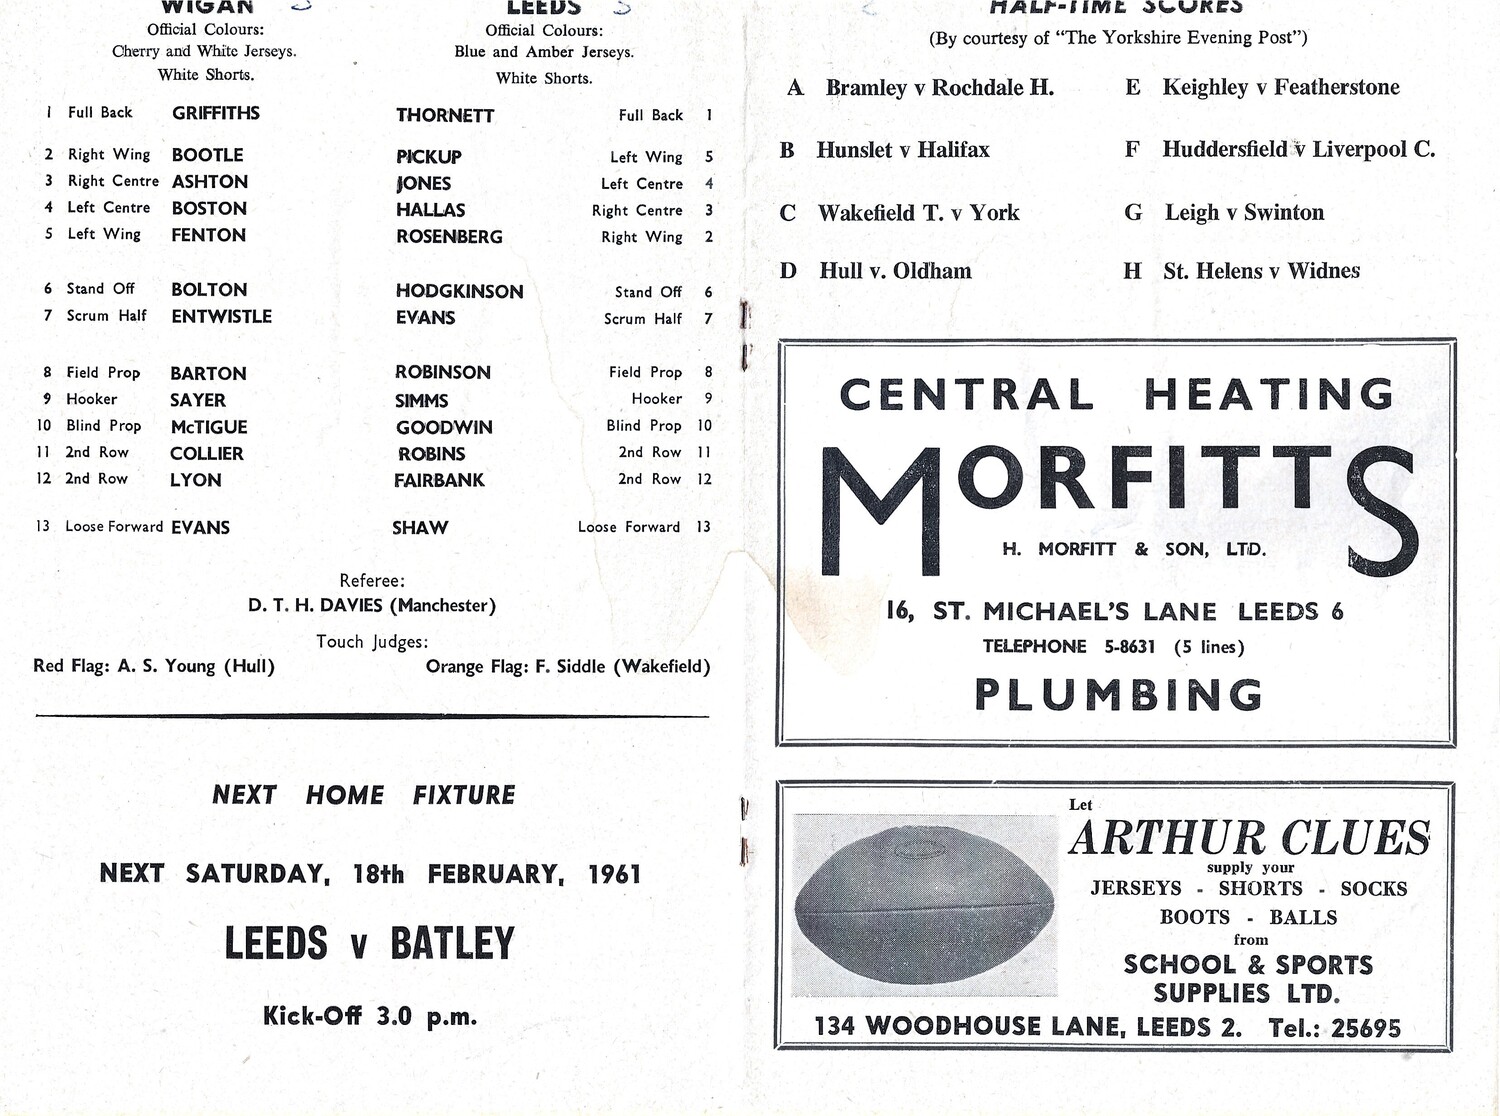 WIGAN 5
LEEDS 5
Official Colours:
Cherry and White Jerseys.
White Shorts.
Official Colours:
Blue and Amber Jerseys.
White Shorts.
1 Full Back GRIFFITHS THORNETT Full Back 1
2 Right Wing BOOTLE PICKUP Left Wing 5
3 Right Centre ASHTON JONES Left Centre 4
4 Left Centre BOSTON HALLAS Right Centre 3
5 Left Wing FENTON ROSENBERG Right Wing 2
6 Stand Off BOLTON HODGKINSON Stand Off 6
7 Scrum Half ENTWISTLE EVANS Scrum Half 7
8 Field Prop BARTON ROBINSON Field Prop 8
9 Hooker SAYER SIMMS Hooker 9
10 Blind Prop McTIGUE GOODWIN Blind Prop 10
11 2nd Row COLLIER ROBINS 2nd Row 11
12 2nd Row LYON FAIRBANK 2nd Row 12
13 Loose Forward EVANS SHAW Loose Forward 13
Referee:
D. T. H. DAVIES (Manchester)
Touch Judges:
Red Flag: A. S. Young (Hull) Orange Flag: F. Siddle (Wakefield)
NEXT HOME FIXTURE
NEXT SATURDAY, 18th FEBRUARY, 1961
LEEDS v BATLEY
Kick-Off 3.0 p.m.
HALF-TIME SCORES
(By courtesy of "The Yorkshire Evening Post")
A Bramley v Rochdale H. E Keighley v Featherstone
B Hunslet v Halifax F Huddersfield v Liverpool C.
C Wakefield T. v York G Leigh v Swinton
D Hull v. Oldham H St. Helens v Widnes
CENTRAL HEATING
MORFITTS
H. MORFITT & SON, LTD.
16, ST. MICHAEL'S LANE LEEDS 6
TELEPHONE 5-8631 (5 lines)
PLUMBING
Let
ARTHUR CLUES
supply your
JERSEYS - SHORTS - SOCKS
BOOTS - BALLS
from
SCHOOL & SPORTS
SUPPLIES LTD.
134 WOODHOUSE LANE, LEEDS 2. Tel.: 25695